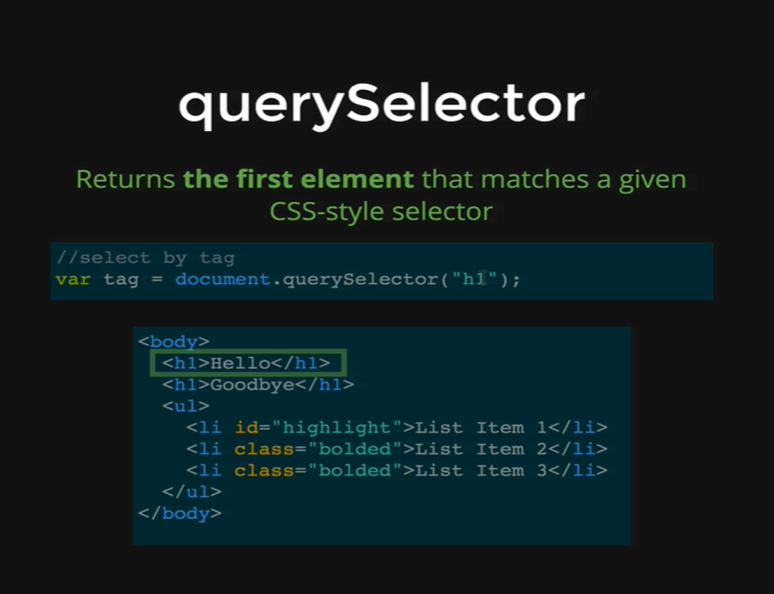 querySelector
Returns the first element that matches a given
CSS-style selector
//select by tag
var tag = document.querySelector("h1");
<body>
<h1>Hello</h1>
<h1>Goodbye</h1>
<ul>
<li id="highlight">List Item 1</li>
<li class="bolded">List Item 2</li>
<li class="bolded">List Item 3</li>
</ul>
</body>